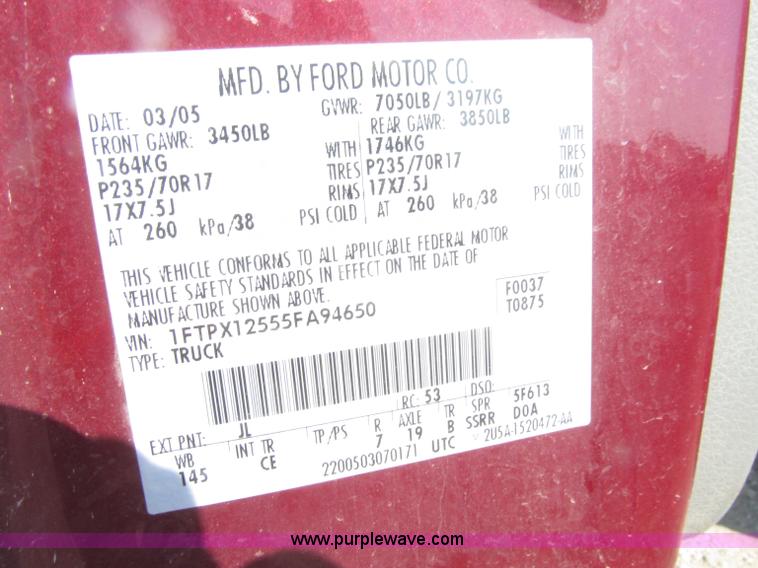 MFD. BY FORD MOTOR CO.
DATE: 03/05 GVWR: 7050LB/ 3197KG
FRONT GAWR: 3450LB REAR GAWR: 3850LB
1564KG WITH 1746KG WITH
P235/70R17 TIRES P235/70R17 TIRES
17X7.5J RIMS 17X7.5J RIMS
AT 260 kPa/38 PSI COLD AT 260 kPa/38 PSI COLD
THIS VEHICLE CONFORMS TO ALL APPLICABLE FEDERAL MOTOR
VEHICLE SAFETY STANDARDS IN EFFECT ON THE DATE OF
MANUFACTURE SHOWN ABOVE.
F0037
T0875
VIN: 1FTPX12555FA94650
TYPE: TRUCK
EXT PNT: JL RC: 53 DSO: 5F613
WB INT TR TP/PS R AXLE TR SPR
145 CE 7 19 B SSRR D0A
2200503070171 UTC 2U5A-1520472-AA
www.purplewave.com